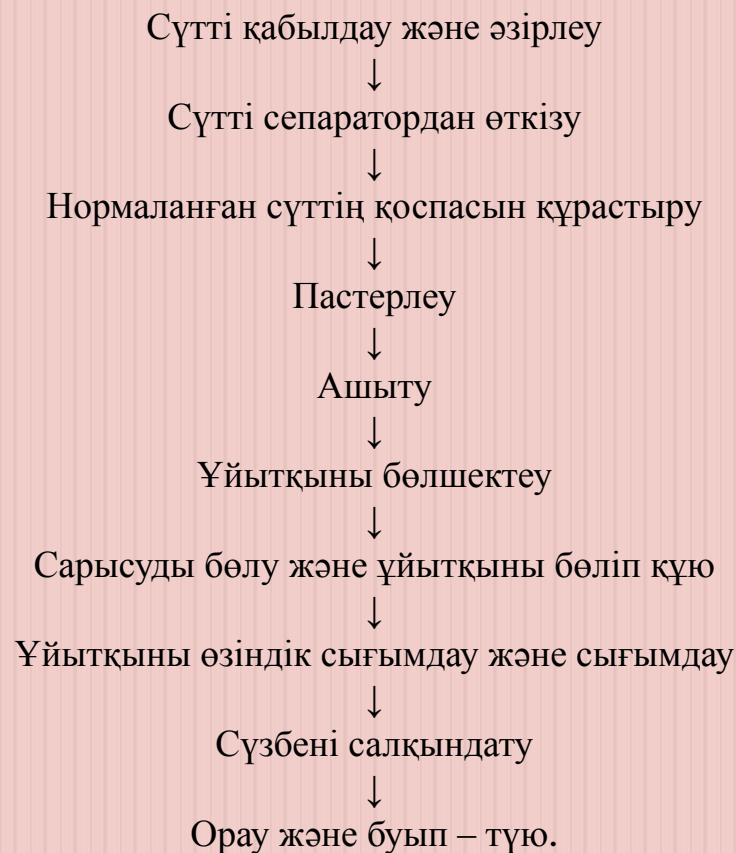 Сүтті қабылдау және әзірлеу
↓
Сүтті сепаратордан өткізу
↓
Нормаланған сүттің қоспасын құрастыру
↓
Пастерлеу
↓
Ашыту
↓
Ұйытқыны бөлшектеу
↓
Сарысуды бөлу және ұйытқыны бөліп құю
↓
Ұйытқыны өзіндік сығымдау және сығымдау
↓
Сүзбені салқындату
↓
Орау және буып – түю.